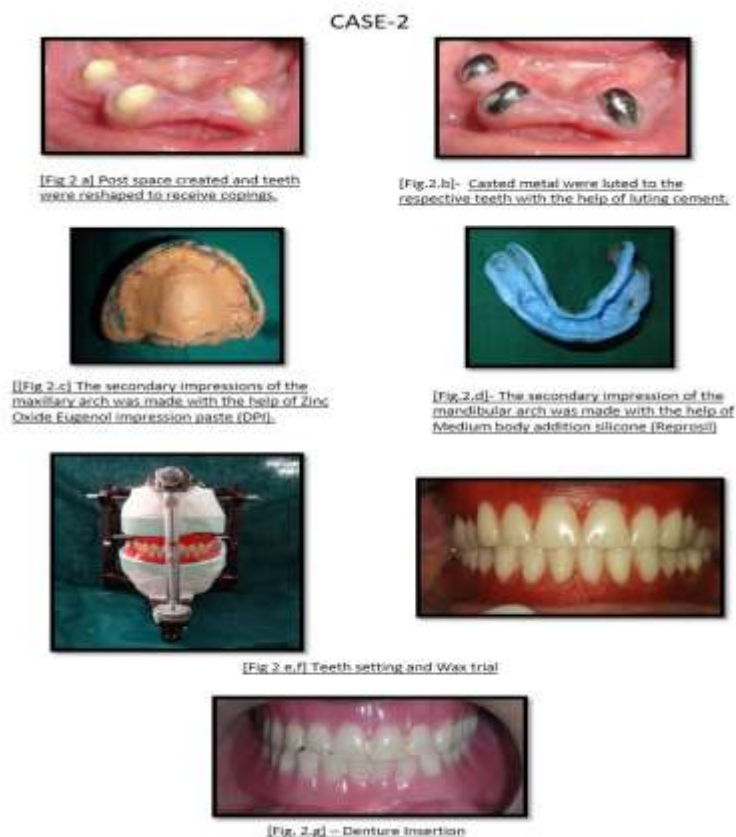 CASE-2
[Fig 2 a] Post space created and teeth
were reshaped to receive copings.
[Fig.2.b]- Casted metal were luted to the
respective teeth with the help of luting cement.
[[Fig 2.c] The secondary impressions of the
maxillary arch was made with the help of Zinc
Oxide Eugenol impression paste (DPI).
[Fig.2.d]- The secondary impression of the
mandibular arch was made with the help of
Medium body addition silicone (Reprosil)
[Fig 2 e,f] Teeth setting and Wax trial
[Fig. 2.g] – Denture Insertion